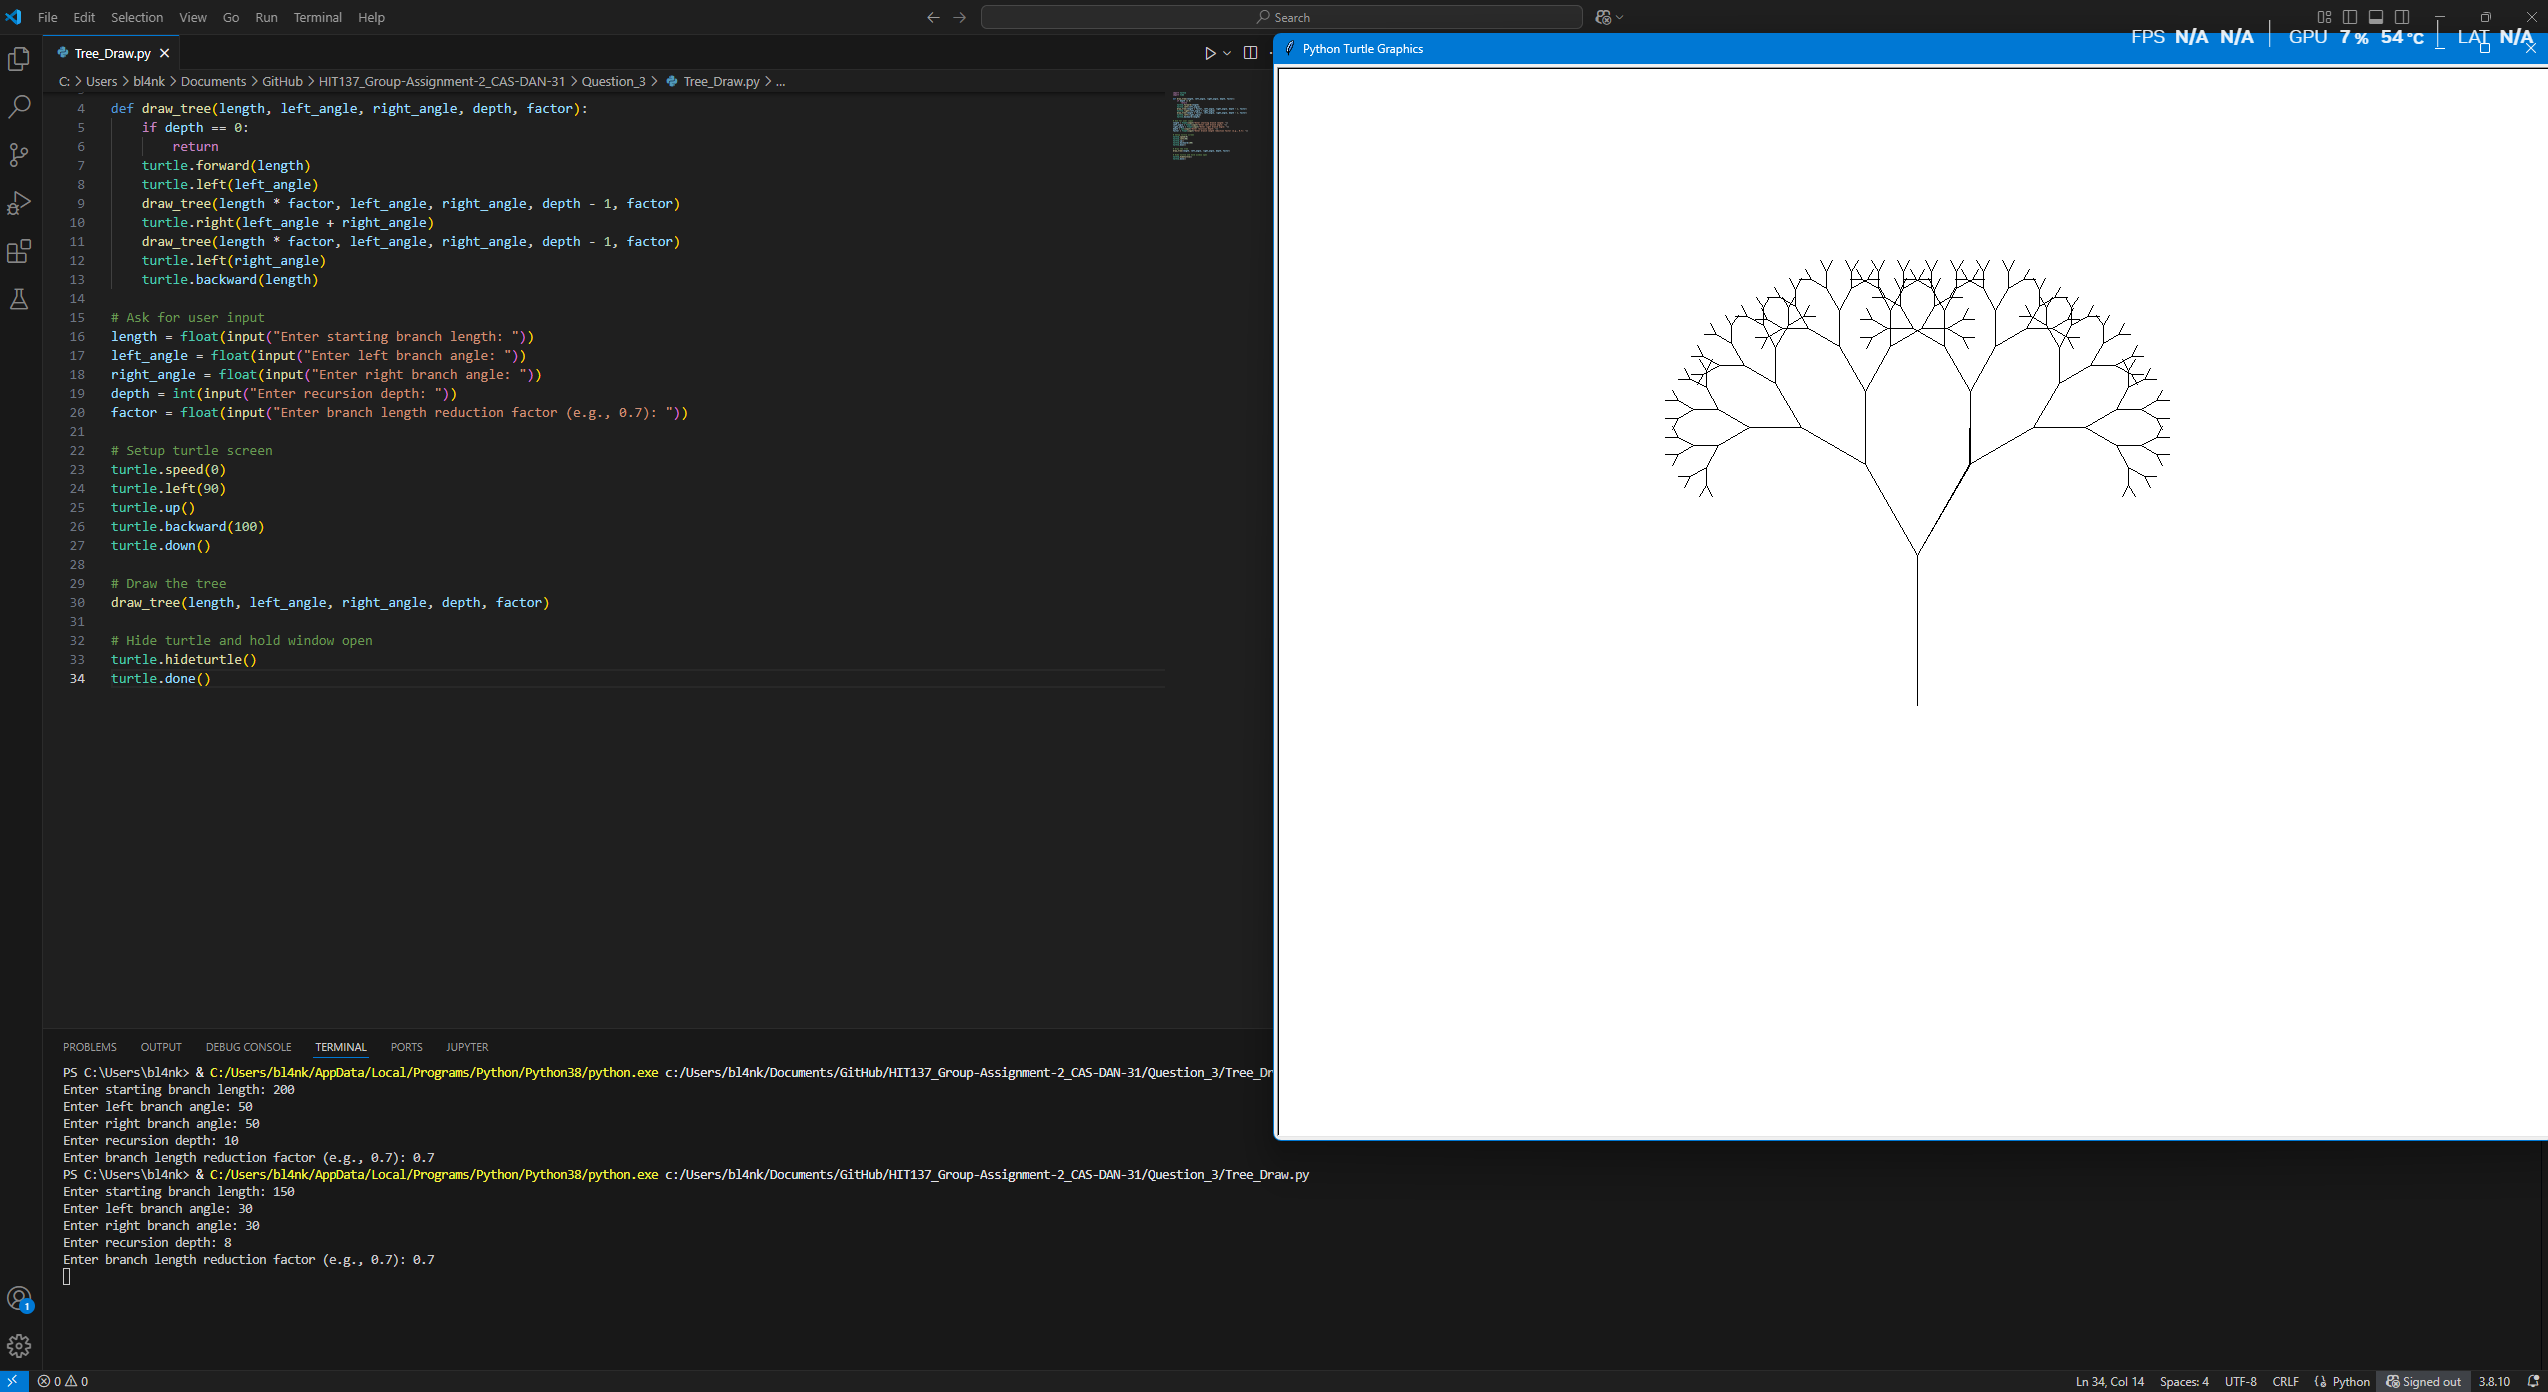 File Edit Selection View Go Run Terminal Help
Search
Tree_Draw.py
Python Turtle Graphics
FPS N/A N/A GPU 7 % 54 °C LAT N/A
C: > Users > bl4nk > Documents > GitHub > HIT137_Group-Assignment-2_CAS-DAN-31 > Question_3 > Tree_Draw.py > ...
4 def draw_tree(length, left_angle, right_angle, depth, factor):
5 if depth == 0:
6 return
7 turtle.forward(length)
8 turtle.left(left_angle)
9 draw_tree(length * factor, left_angle, right_angle, depth - 1, factor)
10 turtle.right(left_angle + right_angle)
11 draw_tree(length * factor, left_angle, right_angle, depth - 1, factor)
12 turtle.left(right_angle)
13 turtle.backward(length)
14
15 # Ask for user input
16 length = float(input("Enter starting branch length: "))
17 left_angle = float(input("Enter left branch angle: "))
18 right_angle = float(input("Enter right branch angle: "))
19 depth = int(input("Enter recursion depth: "))
20 factor = float(input("Enter branch length reduction factor (e.g., 0.7): "))
21
22 # Setup turtle screen
23 turtle.speed(0)
24 turtle.left(90)
25 turtle.up()
26 turtle.backward(100)
27 turtle.down()
28
29 # Draw the tree
30 draw_tree(length, left_angle, right_angle, depth, factor)
31
32 # Hide turtle and hold window open
33 turtle.hideturtle()
34 turtle.done()
PROBLEMS OUTPUT DEBUG CONSOLE TERMINAL PORTS JUPYTER
PS C:\Users\bl4nk> & C:/Users/bl4nk/AppData/Local/Programs/Python/Python38/python.exe c:/Users/bl4nk/Documents/GitHub/HIT137_Group-Assignment-2_CAS-DAN-31/Question_3/Tree_Dr
Enter starting branch length: 200
Enter left branch angle: 50
Enter right branch angle: 50
Enter recursion depth: 10
Enter branch length reduction factor (e.g., 0.7): 0.7
PS C:\Users\bl4nk> & C:/Users/bl4nk/AppData/Local/Programs/Python/Python38/python.exe c:/Users/bl4nk/Documents/GitHub/HIT137_Group-Assignment-2_CAS-DAN-31/Question_3/Tree_Draw.py
Enter starting branch length: 150
Enter left branch angle: 30
Enter right branch angle: 30
Enter recursion depth: 8
Enter branch length reduction factor (e.g., 0.7): 0.7
1
0 0 Ln 34, Col 14 Spaces: 4 UTF-8 CRLF Python Signed out 3.8.10